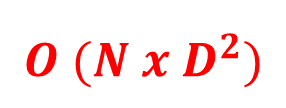 O (N x D²)